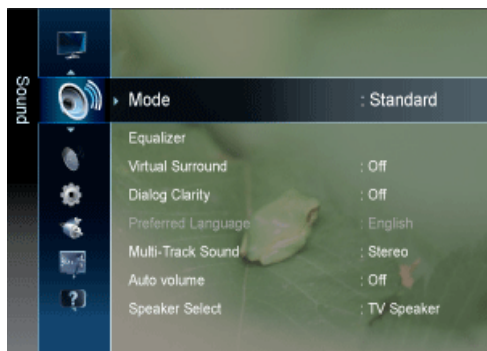 Sound
Mode : Standard
Equalizer
Virtual Surround : Off
Dialog Clarity : Off
Preferred Language : English
Multi-Track Sound : Stereo
Auto volume : Off
Speaker Select : TV Speaker